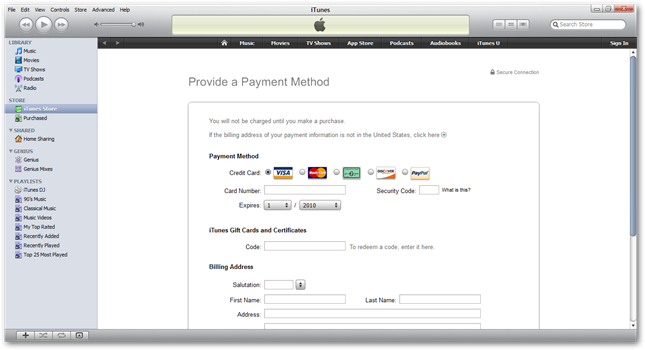 File Edit View Controls Store Advanced Help
iTunes
Search Store
LIBRARY
Music
Movies
TV Shows
Podcasts
Radio
STORE
iTunes Store
Purchased
SHARED
Home Sharing
GENIUS
Genius
Genius Mixes
PLAYLISTS
iTunes DJ
90's Music
Classical Music
Music Videos
My Top Rated
Recently Added
Recently Played
Top 25 Most Played
Music Movies TV Shows App Store Podcasts Audiobooks iTunes U Sign In
Secure Connection
Provide a Payment Method
You will not be charged until you make a purchase.
If the billing address of your payment information is not in the United States, click here
Payment Method
Credit Card: VISA MasterCard DISCOVER PayPal
Card Number: Security Code: What is this?
Expires: 1 / 2010
iTunes Gift Cards and Certificates
Code: To redeem a code, enter it here.
Billing Address
Salutation:
First Name: Last Name:
Address: